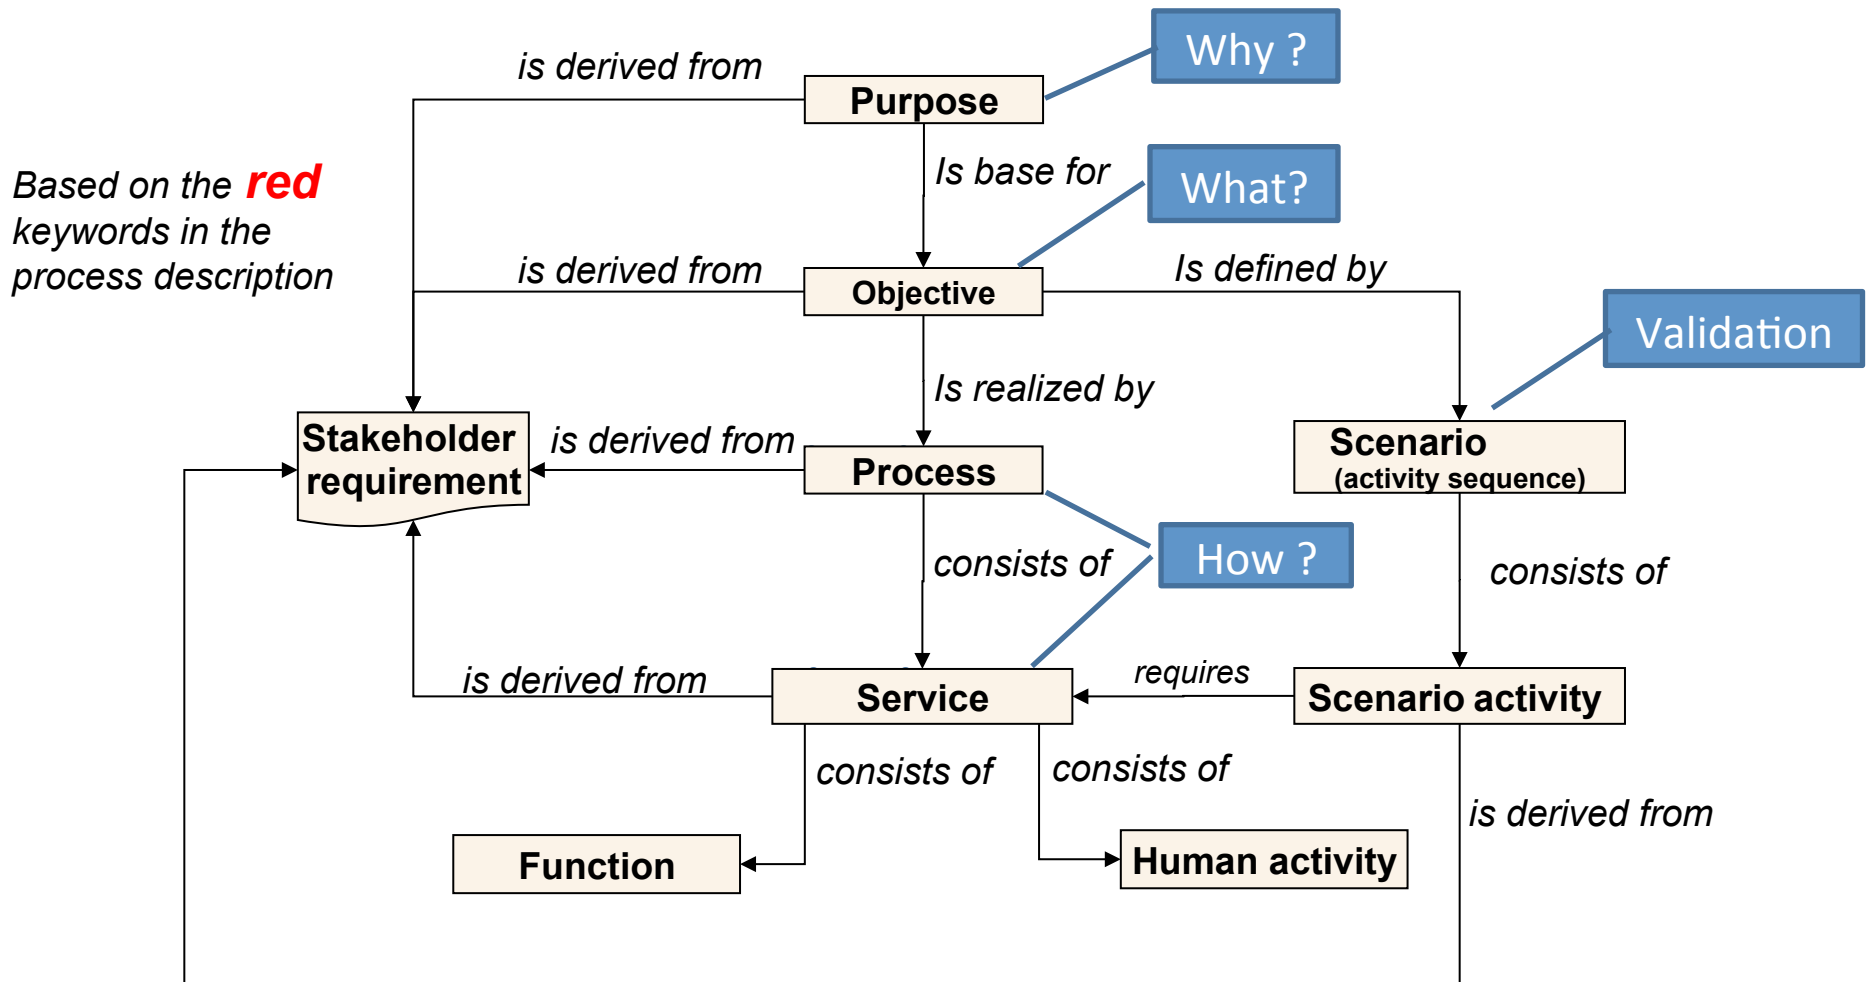 Why ?
is derived from
Purpose
Based on the red
keywords in the
process description
Is base for
What?
is derived from
Objective
Is defined by
Validation
Is realized by
Stakeholder
requirement
is derived from
Process
Scenario
(activity sequence)
consists of
How ?
consists of
is derived from
Service
requires
Scenario activity
consists of
consists of
is derived from
Function
Human activity